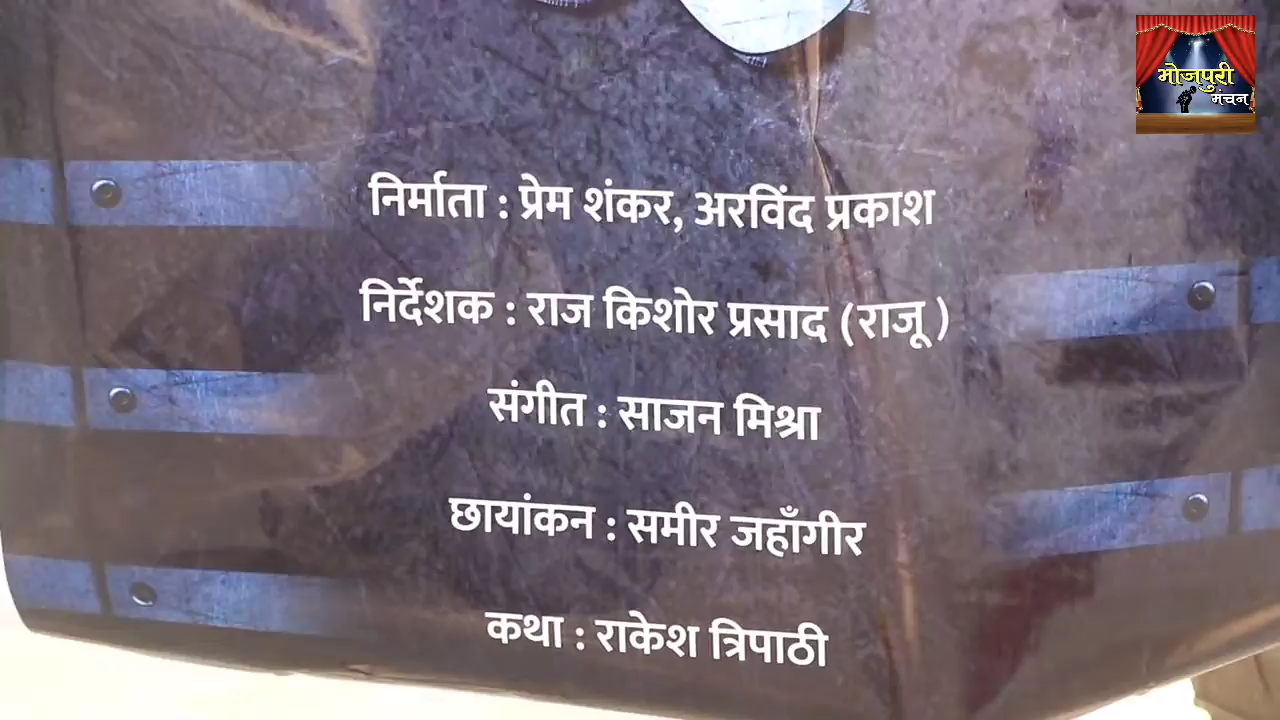 भोजपुरी
मंचन
निर्माता : प्रेम शंकर, अरविंद प्रकाश
निर्देशक : राज किशोर प्रसाद (राजू )
संगीत : साजन मिश्रा
छायांकन : समीर जहाँगीर
कथा : राकेश त्रिपाठी